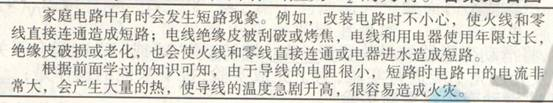 家庭电路中有时会发生短路现象。例如，改装电路时不小心，使火线和零
线直接连通造成短路；电线绝缘皮被刮破或烤焦，电线和用电器使用年限过长，
绝缘皮破损或老化，也会使火线和零线直接连通或电器进水造成短路。
根据前面学过的知识可知，由于导线的电阻很小，短路时电路中的电流非
常大，会产生大量的热，使导线的温度急剧升高，很容易造成火灾。